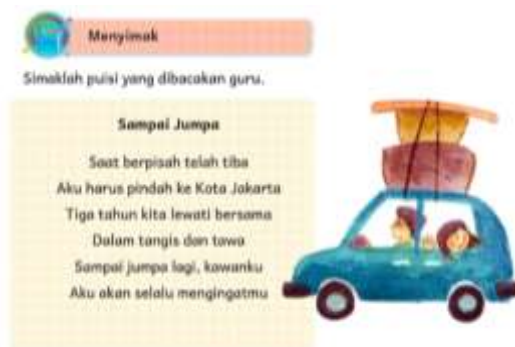 Menyimak
Simaklah puisi yang dibacakan guru.
Sampai Jumpa
Saat berpisah telah tiba
Aku harus pindah ke Kota Jakarta
Tiga tahun kita lewati bersama
Dalam tangis dan tawa
Sampai jumpa lagi, kawanku
Aku akan selalu mengingatmu